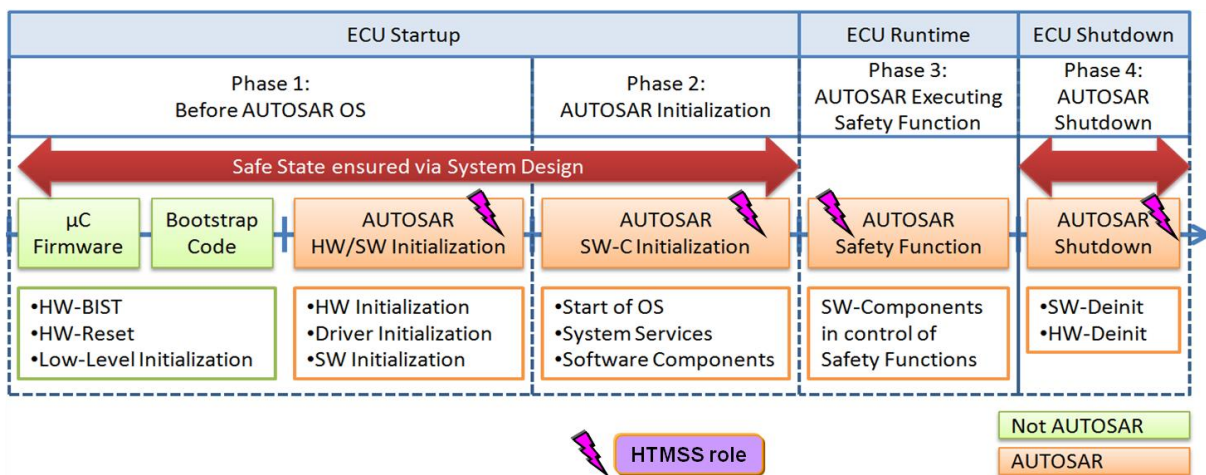 ECU Startup
ECU Runtime
ECU Shutdown
Phase 1:
Before AUTOSAR OS
Phase 2:
AUTOSAR Initialization
Phase 3:
AUTOSAR Executing
Safety Function
Phase 4:
AUTOSAR
Shutdown
Safe State ensured via System Design
µC
Firmware
Bootstrap
Code
AUTOSAR
HW/SW Initialization
AUTOSAR
SW-C Initialization
AUTOSAR
Safety Function
AUTOSAR
Shutdown
•HW-BIST
•HW-Reset
•Low-Level Initialization
•HW Initialization
•Driver Initialization
•SW Initialization
•Start of OS
•System Services
•Software Components
SW-Components
in control of
Safety Functions
•SW-Deinit
•HW-Deinit
HTMSS role
Not AUTOSAR
AUTOSAR